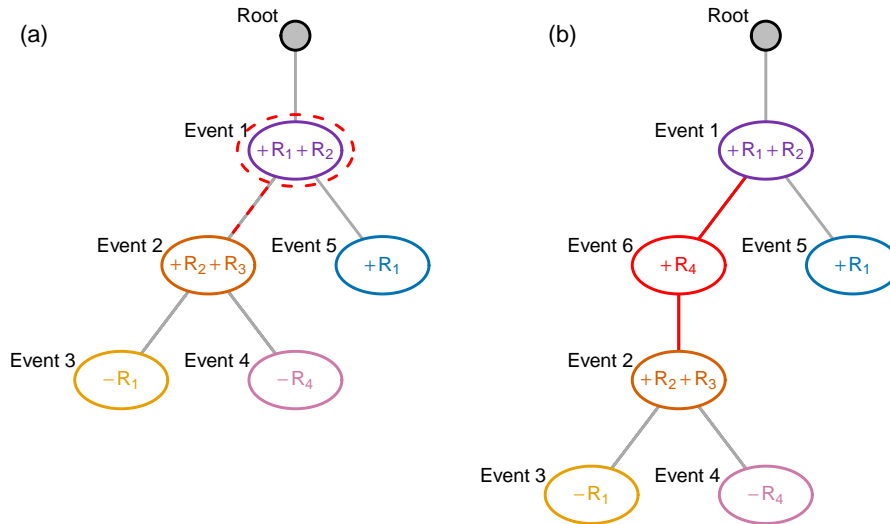 (a)
Root
Event 1
+R₁+R₂
Event 2
+R₂+R₃
Event 5
+R₁
Event 3
−R₁
Event 4
−R₄
(b)
Root
Event 1
+R₁+R₂
Event 6
+R₄
Event 5
+R₁
Event 2
+R₂+R₃
Event 3
−R₁
Event 4
−R₄